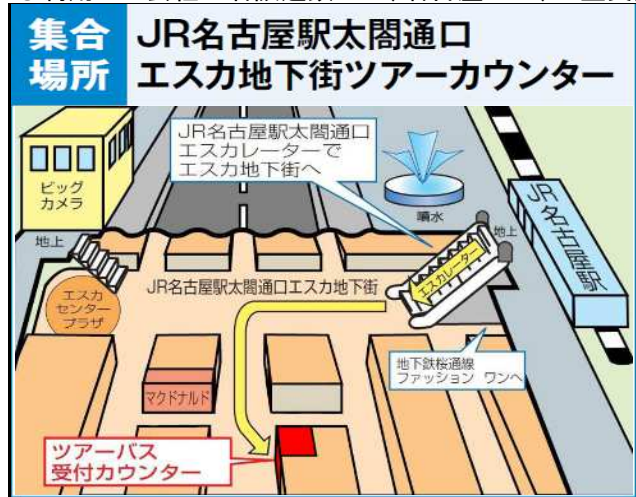 集合
場所
JR名古屋駅太閤通口
エスカ地下街ツアーカウンター
JR名古屋駅太閤通口
エスカレーターで
エスカ地下街へ
ビッグ
カメラ
噴水
JR名古屋駅
地上
地上
エスカレーター
エスカ
センター
プラザ
JR名古屋駅太閤通口エスカ地下街
地下鉄桜通線
ファッション ワンへ
マクドナルド
ツアーバス
受付カウンター